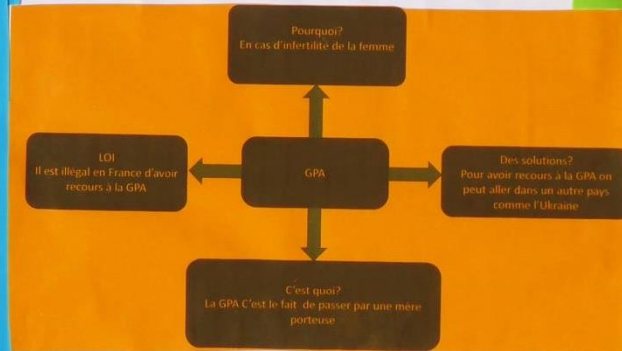 Pourquoi?
En cas d'infertilité de la femme
LOI
Il est illégal en France d'avoir
recours à la GPA
GPA
Des solutions?
Pour avoir recours à la GPA on
peut aller dans un autre pays
comme l'Ukraine
C'est quoi?
La GPA C'est le fait de passer par une mère
porteuse